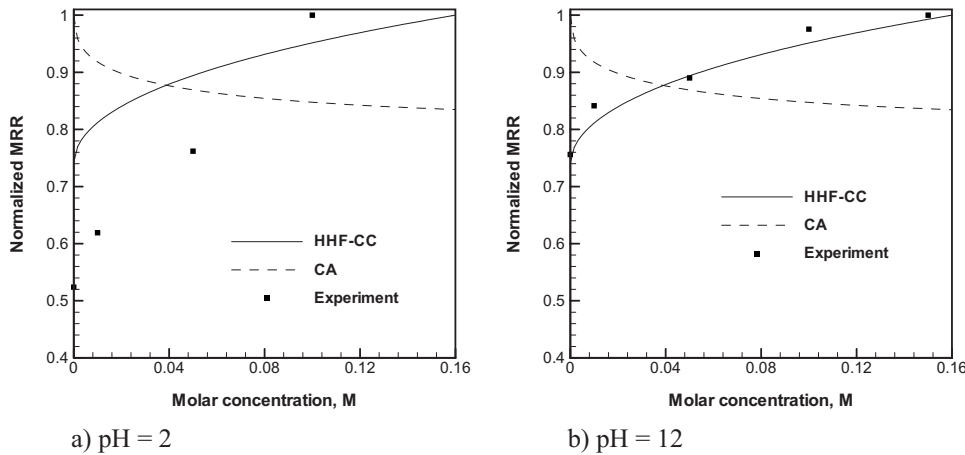 1
0.9
0.8
0.7
0.6
0.5
0.4
Normalized MRR
HHF-CC
CA
Experiment
0 0.04 0.08 0.12 0.16
Molar concentration, M
a) pH = 2
1
0.9
0.8
0.7
0.6
0.5
0.4
Normalized MRR
HHF-CC
CA
Experiment
0 0.04 0.08 0.12 0.16
Molar concentration, M
b) pH = 12